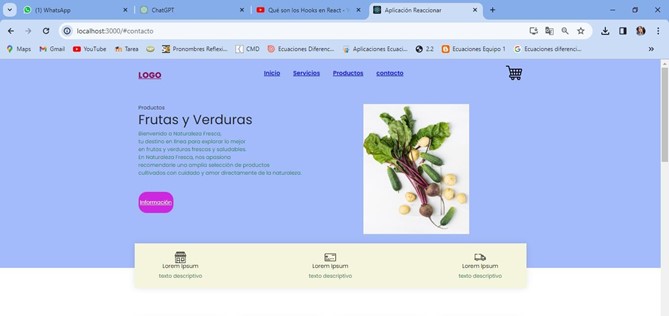 (1) WhatsApp
ChatGPT
Qué son los Hooks en React -
Aplicación Reaccionar
localhost:3000/#contacto
Maps
Gmail
YouTube
Tarea
Pronombres Reflexi...
CMD
Ecuaciones Diferenc...
Aplicaciones Ecuaci...
2.2
Ecuaciones Equipo 1
Ecuaciones diferenci...
LOGO
Inicio
Servicios
Productos
contacto
Productos
Frutas y Verduras
Bienvenido a Naturaleza Fresca,
tu destino en línea para explorar lo mejor
en frutas y verduras frescas y saludables.
En Naturaleza Fresca, nos apasiona
recomendarle una amplia selección de productos
cultivados con cuidado y amor directamente de la naturaleza.
Información
Lorem Ipsum
Lorem Ipsum
Lorem Ipsum
texto descriptivo
texto descriptivo
texto descriptivo